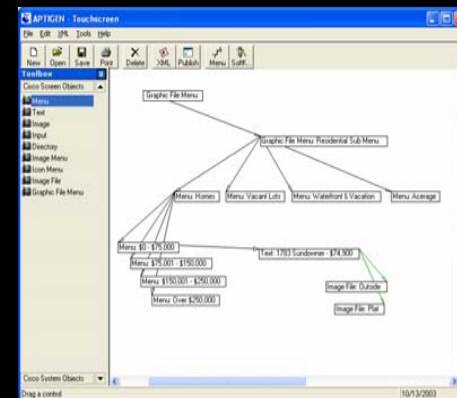 APTIGEN - Touchscreen
File Edit XML Tools Help
New Open Save Print Delete XML Publish Menu SoftK...
Toolbox
Cisco Screen Objects
Menu
Text
Image
Input
Directory
Image Menu
Icon Menu
Image File
Graphic File Menu
Graphic File Menu
Graphic File Menu: Residential Sub Menu
Menu: Homes
Menu: Vacant Lots
Menu: Waterfront & Vacation
Menu: Acerage
Menu: $0 - $75,000
Menu: $75,001 - $150,000
Menu: $150,001 - $250,000
Menu: Over $250,000
Text: 1783 Sundowner - $74,900
Image File: Outside
Image File: Plat
Cisco System Objects
Drag a control
10/13/2003